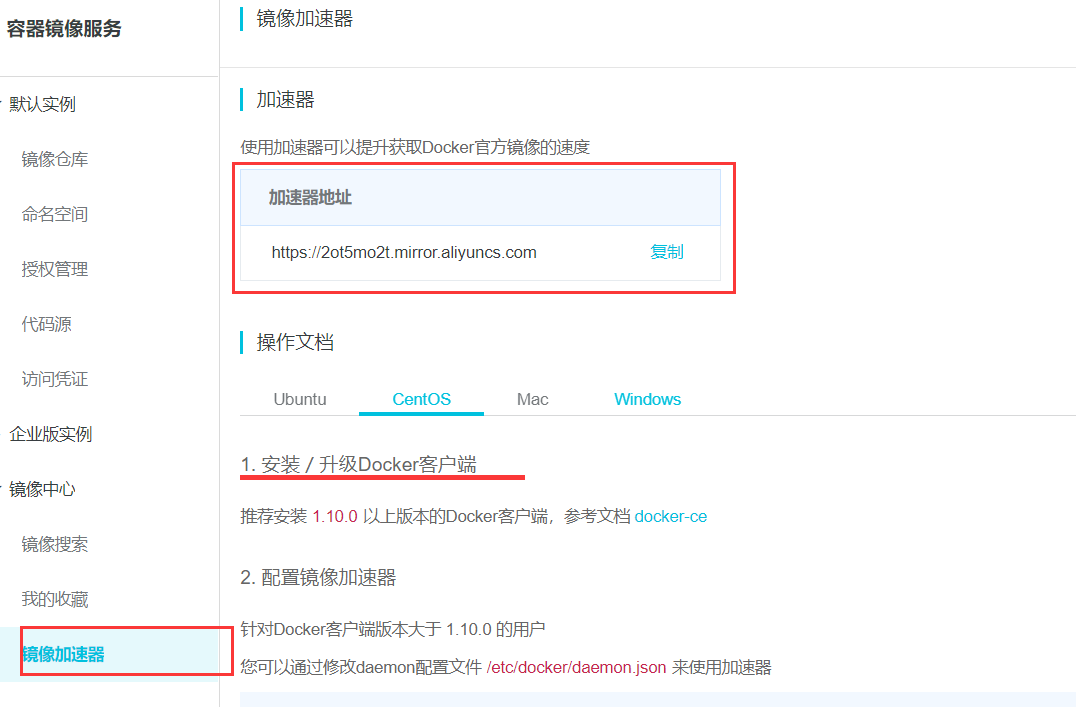 容器镜像服务
默认实例
镜像仓库
命名空间
授权管理
代码源
访问凭证
企业版实例
镜像中心
镜像搜索
我的收藏
镜像加速器
镜像加速器
加速器
使用加速器可以提升获取Docker官方镜像的速度
加速器地址
https://2ot5mo2t.mirror.aliyuncs.com 复制
操作文档
Ubuntu CentOS Mac Windows
1. 安装 / 升级Docker客户端
推荐安装 1.10.0 以上版本的Docker客户端，参考文档 docker-ce
2. 配置镜像加速器
针对Docker客户端版本大于 1.10.0 的用户
您可以通过修改daemon配置文件 /etc/docker/daemon.json 来使用加速器